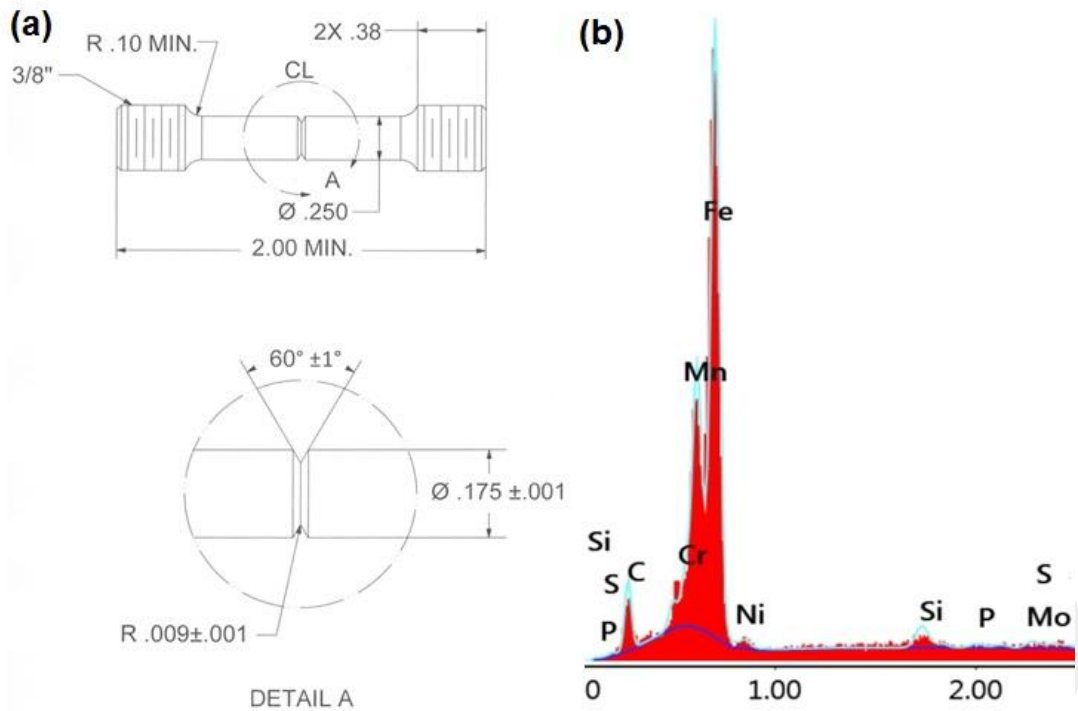 (a)
R .10 MIN.
2X .38
3/8"
CL
A
Ø .250
2.00 MIN.
60° ±1°
Ø .175 ±.001
R .009±.001
DETAIL A
(b)
Fe
Mn
Si
S
C
P
Cr
Ni
Si
P
S
Mo
0 1.00 2.00